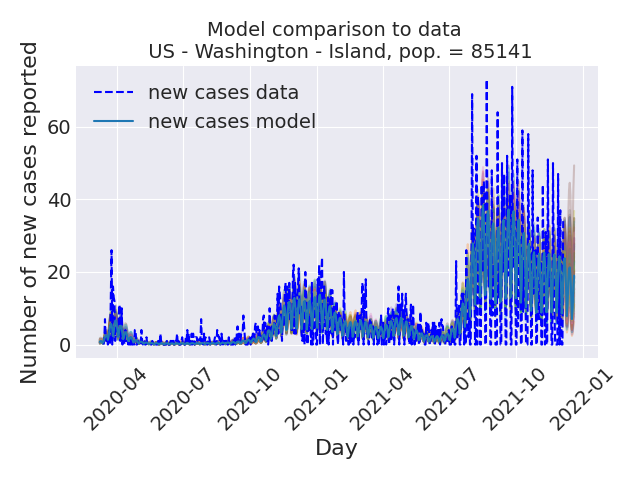 Model comparison to data
US - Washington - Island, pop. = 85141
new cases data
new cases model
Number of new cases reported
60
40
20
0
2020-04
2020-07
2020-10
2021-01
2021-04
2021-07
2021-10
2022-01
Day